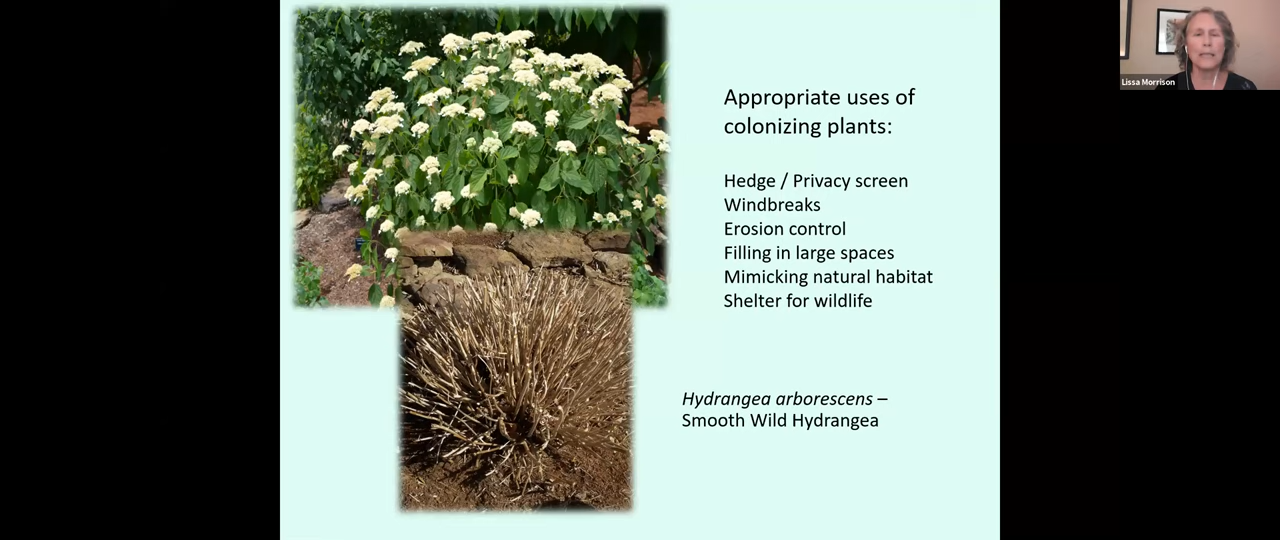 Appropriate uses of
colonizing plants:
Hedge / Privacy screen
Windbreaks
Erosion control
Filling in large spaces
Mimicking natural habitat
Shelter for wildlife
Hydrangea arborescens –
Smooth Wild Hydrangea
Lissa Morrison